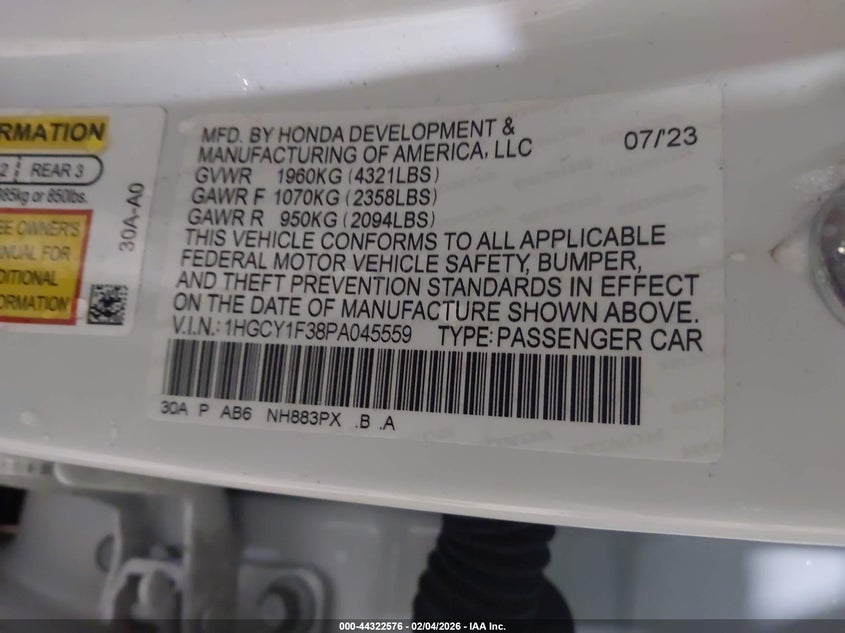 RMATION
2 REAR 3
385kg or 850lbs.
EE OWNER'S
ANUAL FOR
DITIONAL
FORMATION
30A-A0
MFD. BY HONDA DEVELOPMENT &
MANUFACTURING OF AMERICA, LLC
07/'23
GVWR 1960KG (4321LBS)
GAWR F 1070KG (2358LBS)
GAWR R 950KG (2094LBS)
THIS VEHICLE CONFORMS TO ALL APPLICABLE
FEDERAL MOTOR VEHICLE SAFETY, BUMPER,
AND THEFT PREVENTION STANDARDS IN EFFECT
ON THE DATE OF MANUFACTURE SHOWN ABOVE.
V.I.N.: 1HGCY1F38PA045559 TYPE: PASSENGER CAR
30A P AB6 NH883PX .B .A
000-44322576 - 02/04/2026 - IAA Inc.